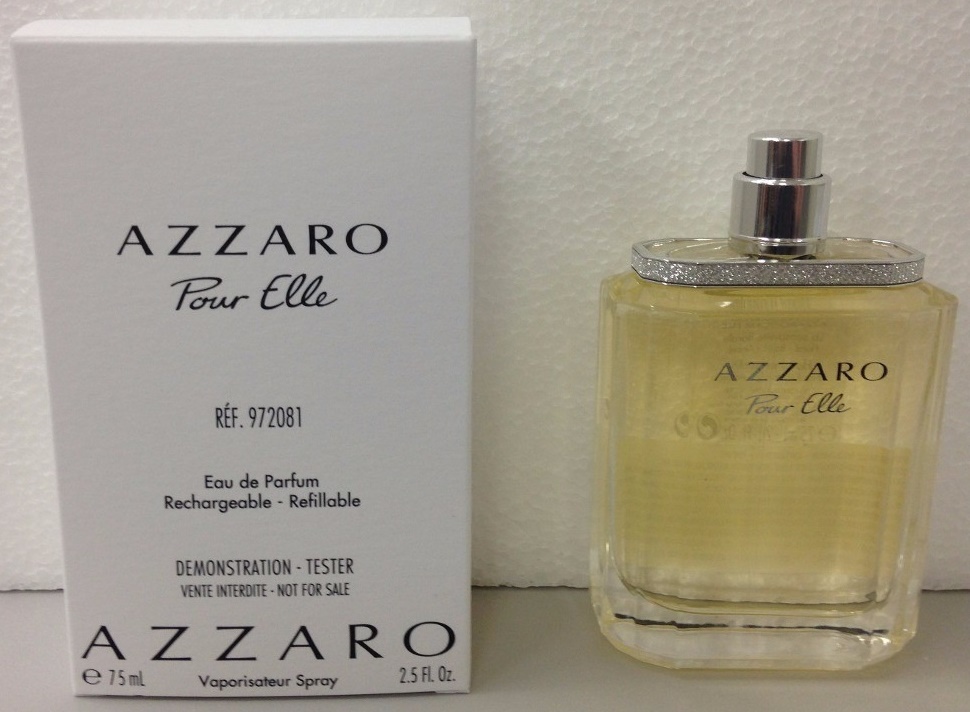 AZZARO
Pour Elle
RÉF. 972081
Eau de Parfum
Rechargeable - Refillable
DEMONSTRATION - TESTER
VENTE INTERDITE - NOT FOR SALE
AZZARO
e 75 mL Vaporisateur Spray 2.5 Fl. Oz.
AZZARO
Pour Elle